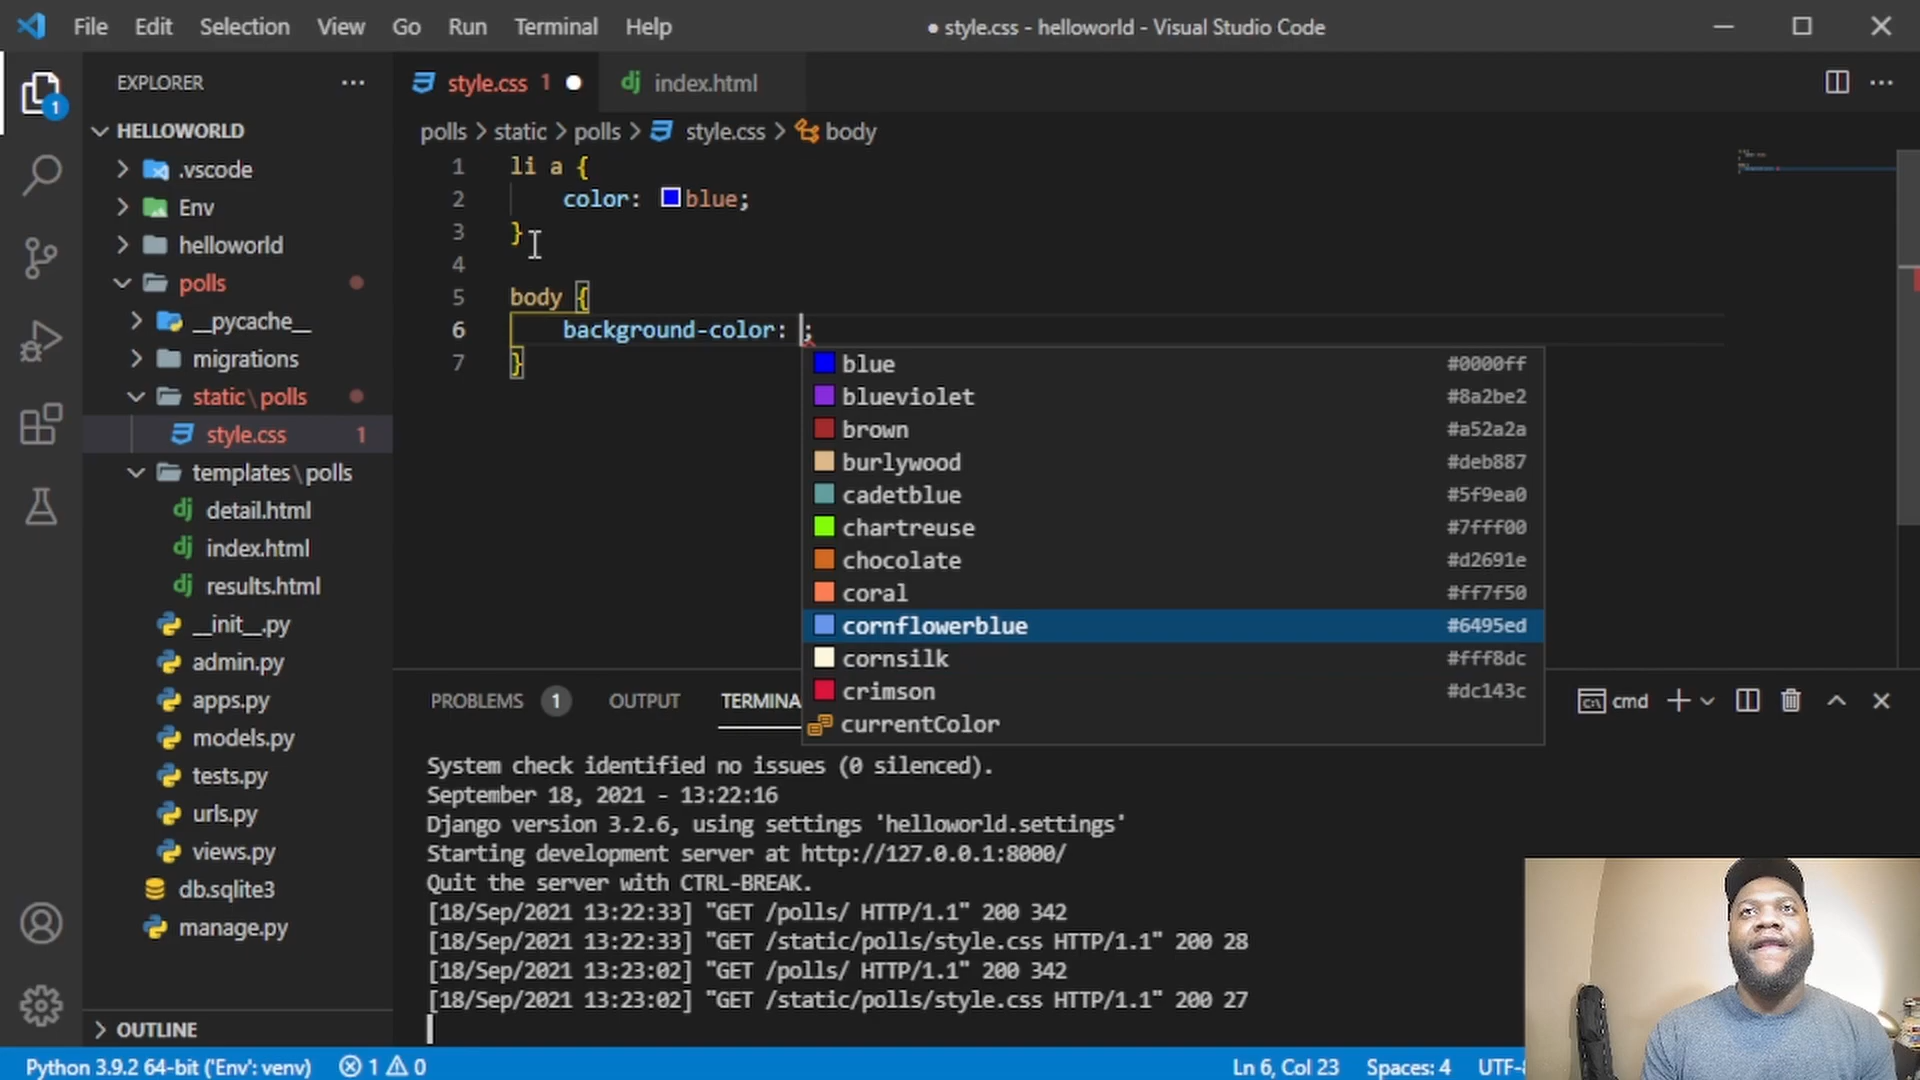 File Edit Selection View Go Run Terminal Help
● style.css - helloworld - Visual Studio Code
EXPLORER
HELLOWORLD
.vscode
Env
helloworld
polls
__pycache__
migrations
static\polls
style.css 1
templates\polls
detail.html
index.html
results.html
__init__.py
admin.py
apps.py
models.py
tests.py
urls.py
views.py
db.sqlite3
manage.py
OUTLINE
1
style.css 1
index.html
polls > static > polls > style.css > body
1 li a {
2 color: blue;
3 }
4
5 body {
6 background-color: ;
7 }
blue #0000ff
blueviolet #8a2be2
brown #a52a2a
burlywood #deb887
cadetblue #5f9ea0
chartreuse #7fff00
chocolate #d2691e
coral #ff7f50
cornflowerblue #6495ed
cornsilk #fff8dc
crimson #dc143c
currentColor
PROBLEMS 1 OUTPUT TERMINA
cmd
System check identified no issues (0 silenced).
September 18, 2021 - 13:22:16
Django version 3.2.6, using settings 'helloworld.settings'
Starting development server at http://127.0.0.1:8000/
Quit the server with CTRL-BREAK.
[18/Sep/2021 13:22:33] "GET /polls/ HTTP/1.1" 200 342
[18/Sep/2021 13:22:33] "GET /static/polls/style.css HTTP/1.1" 200 28
[18/Sep/2021 13:23:02] "GET /polls/ HTTP/1.1" 200 342
[18/Sep/2021 13:23:02] "GET /static/polls/style.css HTTP/1.1" 200 27
Python 3.9.2 64-bit ('Env': venv) 1 0
Ln 6, Col 23 Spaces: 4 UTF-8